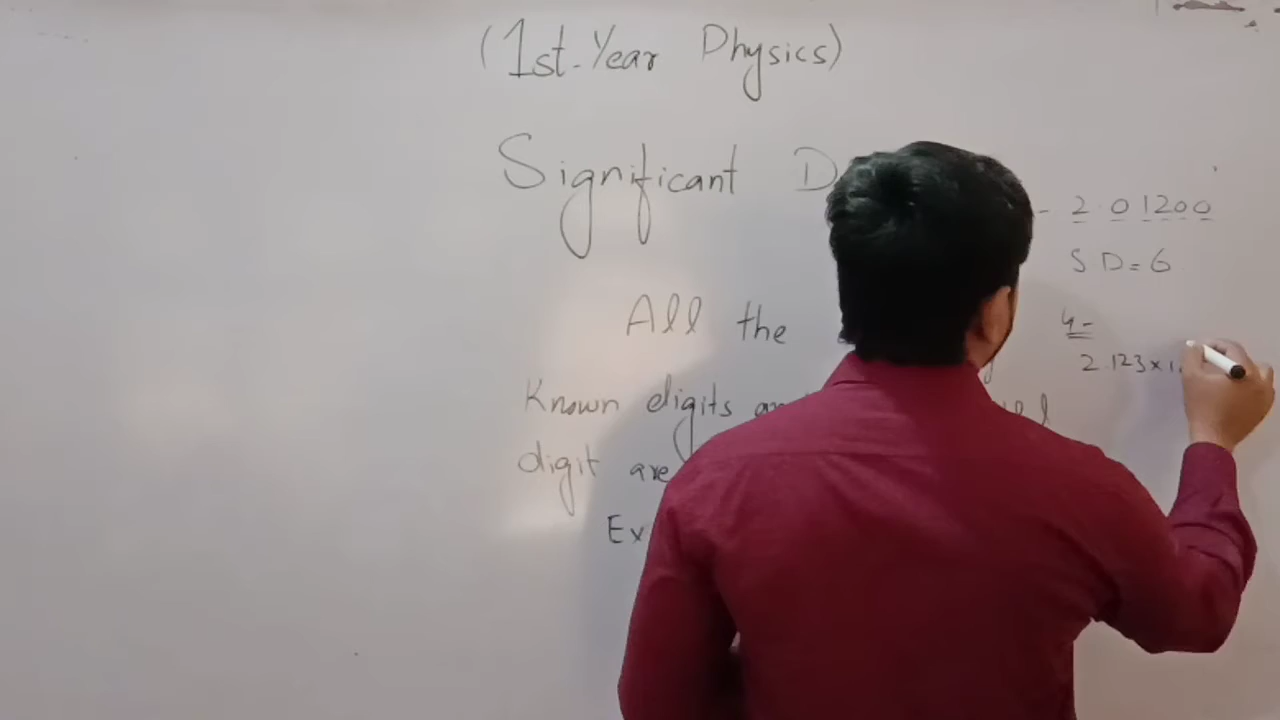 (1st-Year Physics)
Significant D
All the
Known digits
digit are
Ex
- 2.01200
SD=6
4-
2.123×1